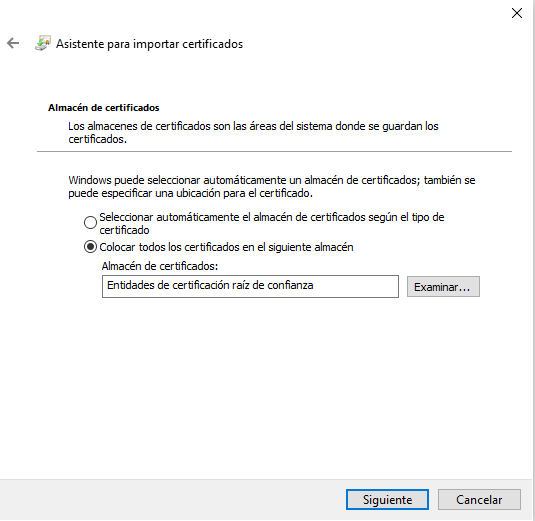 Asistente para importar certificados
Almacén de certificados
Los almacenes de certificados son las áreas del sistema donde se guardan los
certificados.
Windows puede seleccionar automáticamente un almacén de certificados; también se
puede especificar una ubicación para el certificado.
Seleccionar automáticamente el almacén de certificados según el tipo de
certificado
Colocar todos los certificados en el siguiente almacén
Almacén de certificados:
Entidades de certificación raíz de confianza
Examinar...
Siguiente
Cancelar